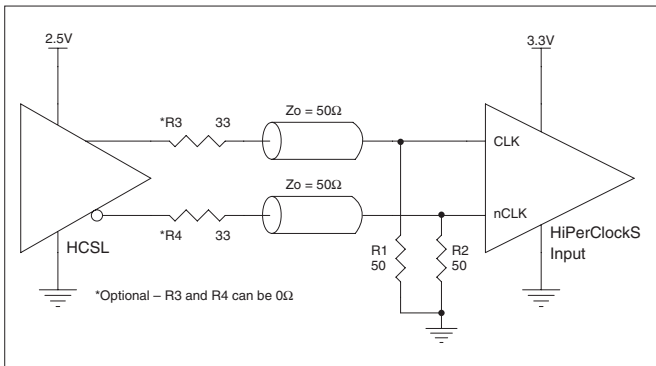 2.5V
3.3V
*R3 33
Zo = 50Ω
CLK
Zo = 50Ω
nCLK
HCSL
*R4 33
R1
50
R2
50
HiPerClockS
Input
*Optional – R3 and R4 can be 0Ω